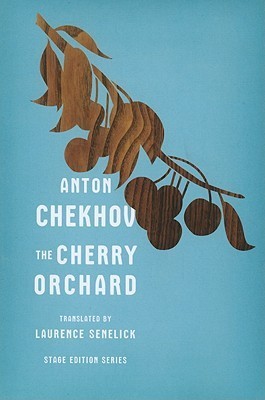 ANTON
CHEKHOV
THE CHERRY
ORCHARD
TRANSLATED BY
LAURENCE SENELICK
STAGE EDITION SERIES